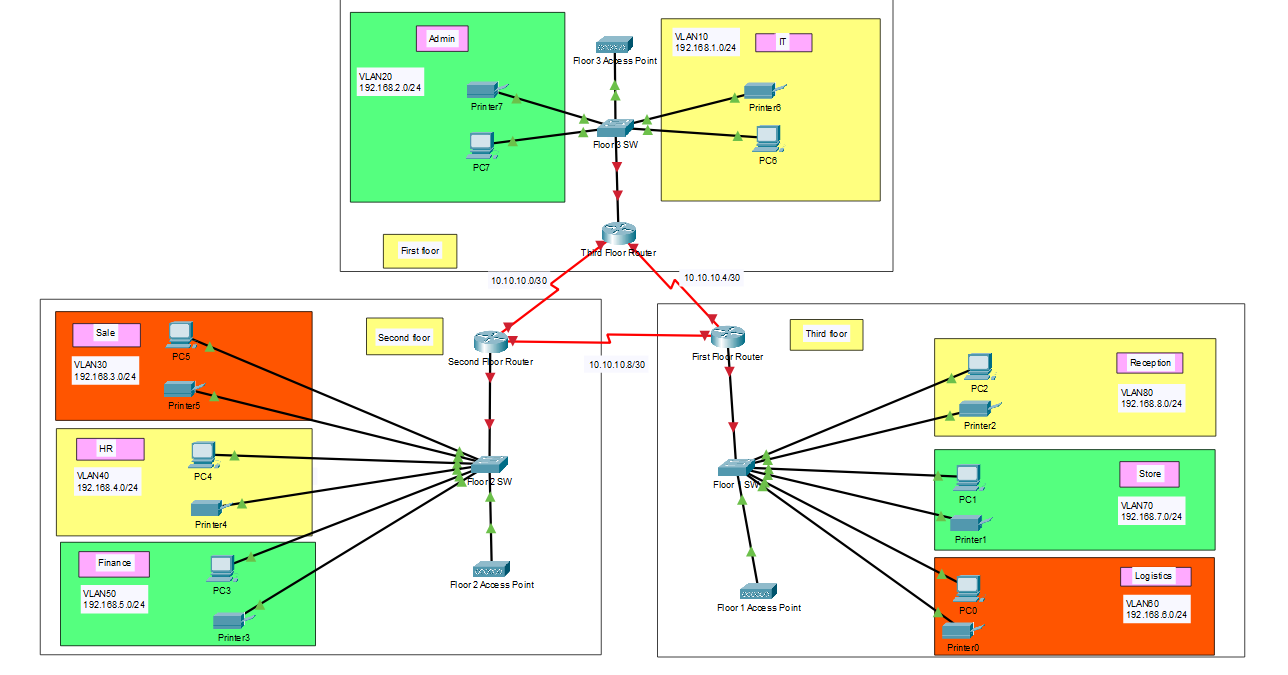 Admin
VLAN20
192.168.2.0/24
Printer7
PC7
Floor 3 Access Point
Floor 3 SW
VLAN10
192.168.1.0/24
IT
Printer6
PC6
First floor
Third Floor Router
10.10.10.0/30
10.10.10.4/30
Sale
VLAN30
192.168.3.0/24
PC5
Printer5
Second floor
Second Floor Router
10.10.10.8/30
HR
VLAN40
192.168.4.0/24
PC4
Printer4
Floor 2 SW
Finance
VLAN50
192.168.5.0/24
PC3
Printer3
Floor 2 Access Point
Third floor
First Floor Router
Floor 1 SW
Floor 1 Access Point
PC2
Printer2
Reception
VLAN80
192.168.8.0/24
PC1
Printer1
Store
VLAN70
192.168.7.0/24
PC0
Printer0
Logistics
VLAN60
192.168.6.0/24